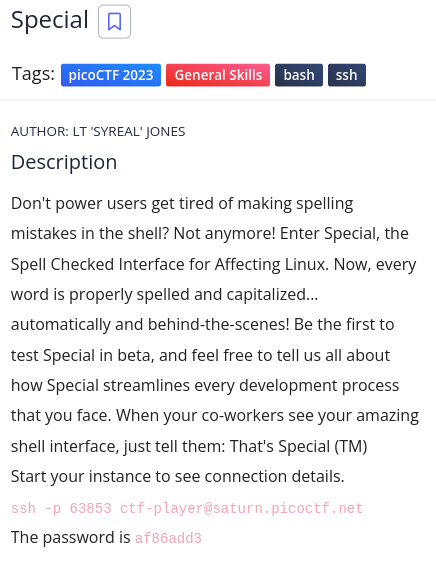 Special
Tags: picoCTF 2023 General Skills bash ssh
AUTHOR: LT 'SYREAL' JONES
Description
Don't power users get tired of making spelling
mistakes in the shell? Not anymore! Enter Special, the
Spell Checked Interface for Affecting Linux. Now, every
word is properly spelled and capitalized...
automatically and behind-the-scenes! Be the first to
test Special in beta, and feel free to tell us all about
how Special streamlines every development process
that you face. When your co-workers see your amazing
shell interface, just tell them: That's Special (TM)
Start your instance to see connection details.
ssh -p 63853 ctf-player@saturn.picoctf.net
The password is af86add3